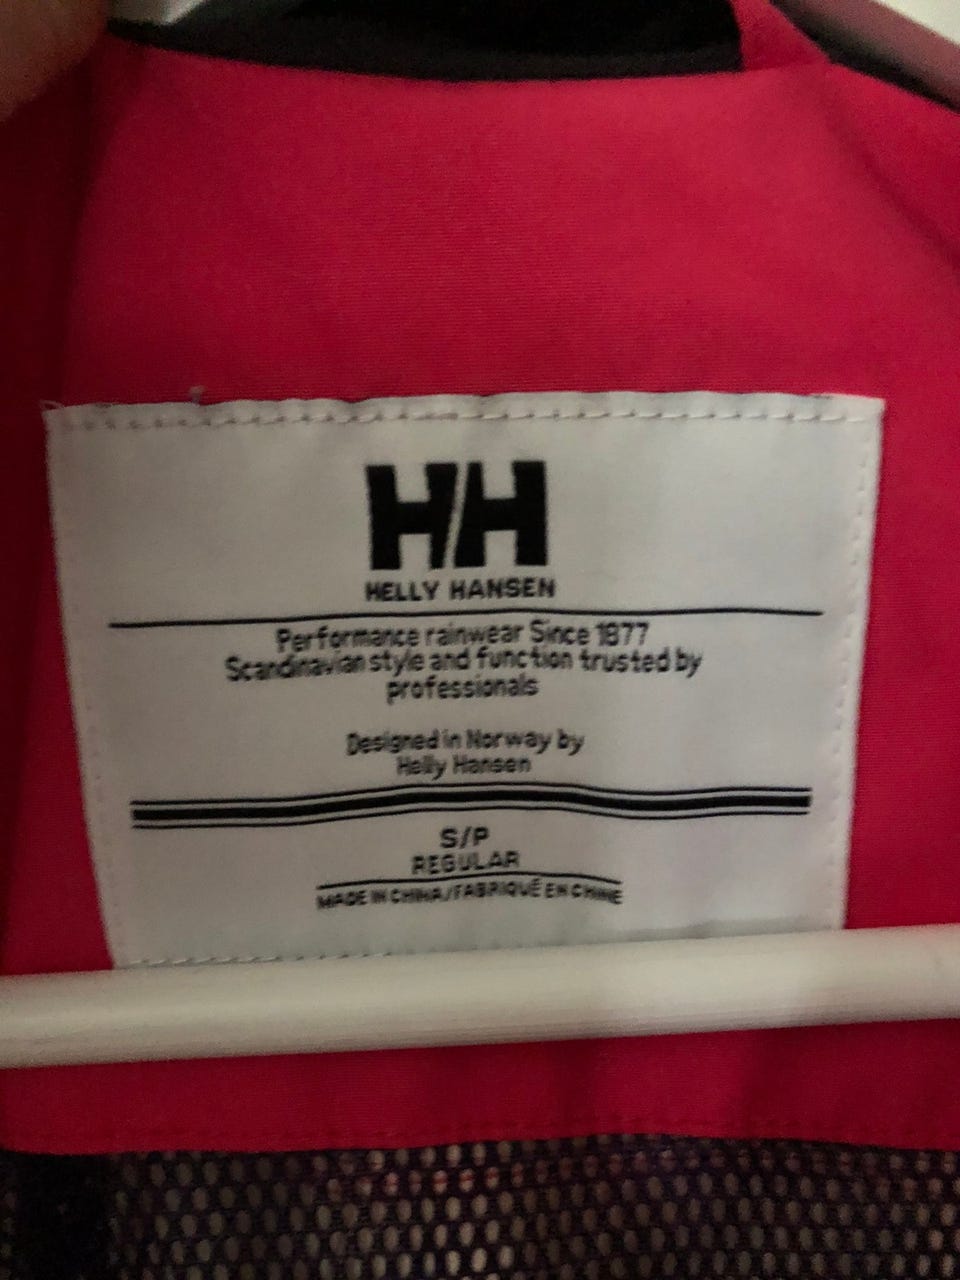 HH
HELLY HANSEN
Performance rainwear Since 1877
Scandinavian style and function trusted by
professionals
Designed in Norway by
Helly Hansen
S/P
REGULAR
MADE IN CHINA/FABRIQUÉ EN CHINE